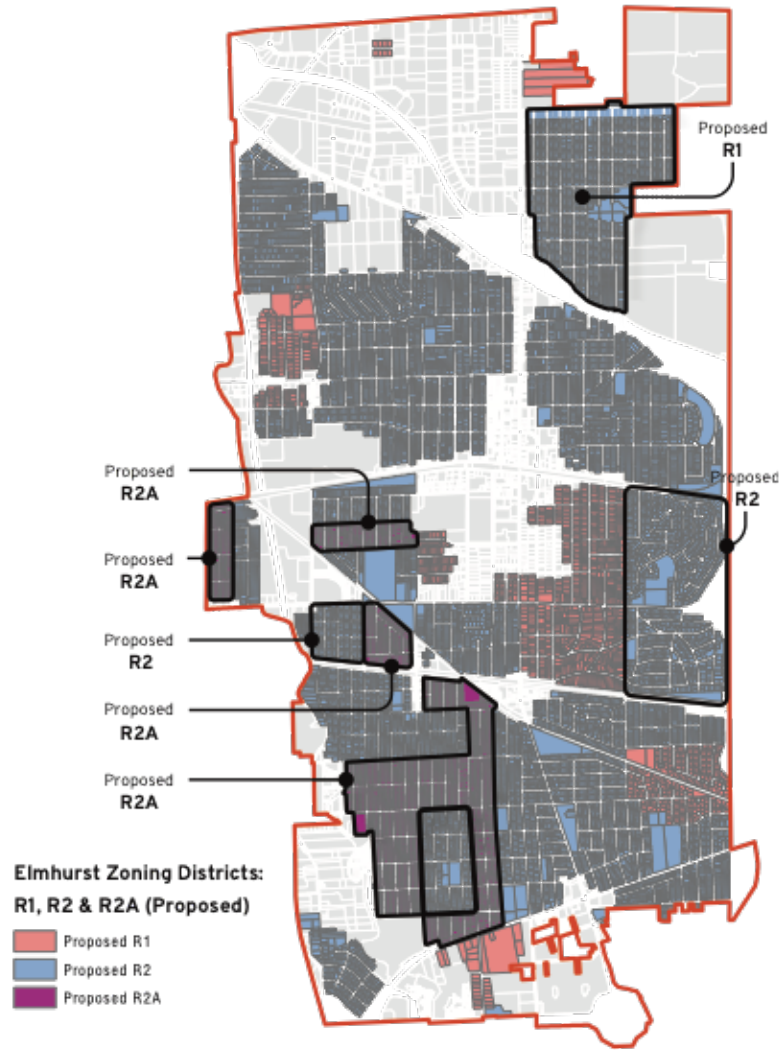 Proposed
R1
Proposed
R2A
Proposed
R2
Proposed
R2A
Proposed
R2
Proposed
R2A
Proposed
R2A
Elmhurst Zoning Districts:
R1, R2 & R2A (Proposed)
Proposed R1
Proposed R2
Proposed R2A